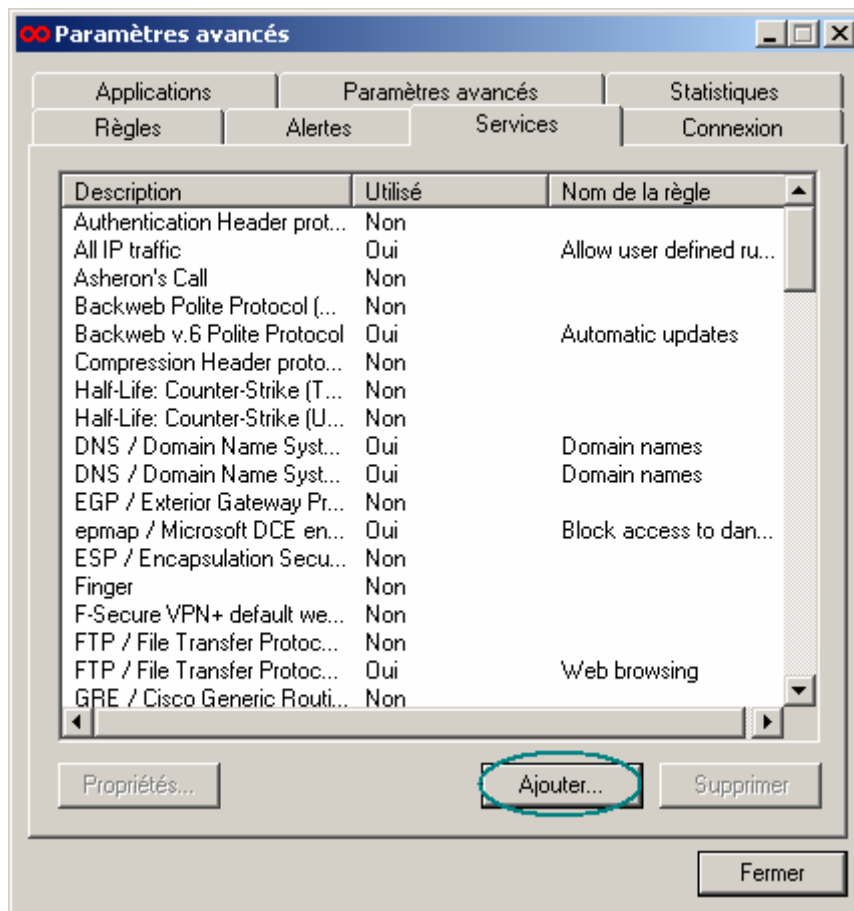 Paramètres avancés
Applications Paramètres avancés Statistiques
Règles Alertes Services Connexion
Description Utilisé Nom de la règle
Authentication Header prot... Non
All IP traffic Oui Allow user defined ru...
Asheron's Call Non
Backweb Polite Protocol (... Non
Backweb v.6 Polite Protocol Oui Automatic updates
Compression Header proto... Non
Half-Life: Counter-Strike (T... Non
Half-Life: Counter-Strike (U... Non
DNS / Domain Name Syst... Oui Domain names
DNS / Domain Name Syst... Oui Domain names
EGP / Exterior Gateway Pr... Non
epmap / Microsoft DCE en... Oui Block access to dan...
ESP / Encapsulation Secu... Non
Finger Non
F-Secure VPN+ default we... Non
FTP / File Transfer Protoc... Non
FTP / File Transfer Protoc... Oui Web browsing
GRE / Cisco Generic Routi... Non
Propriétés... Ajouter... Supprimer
Fermer